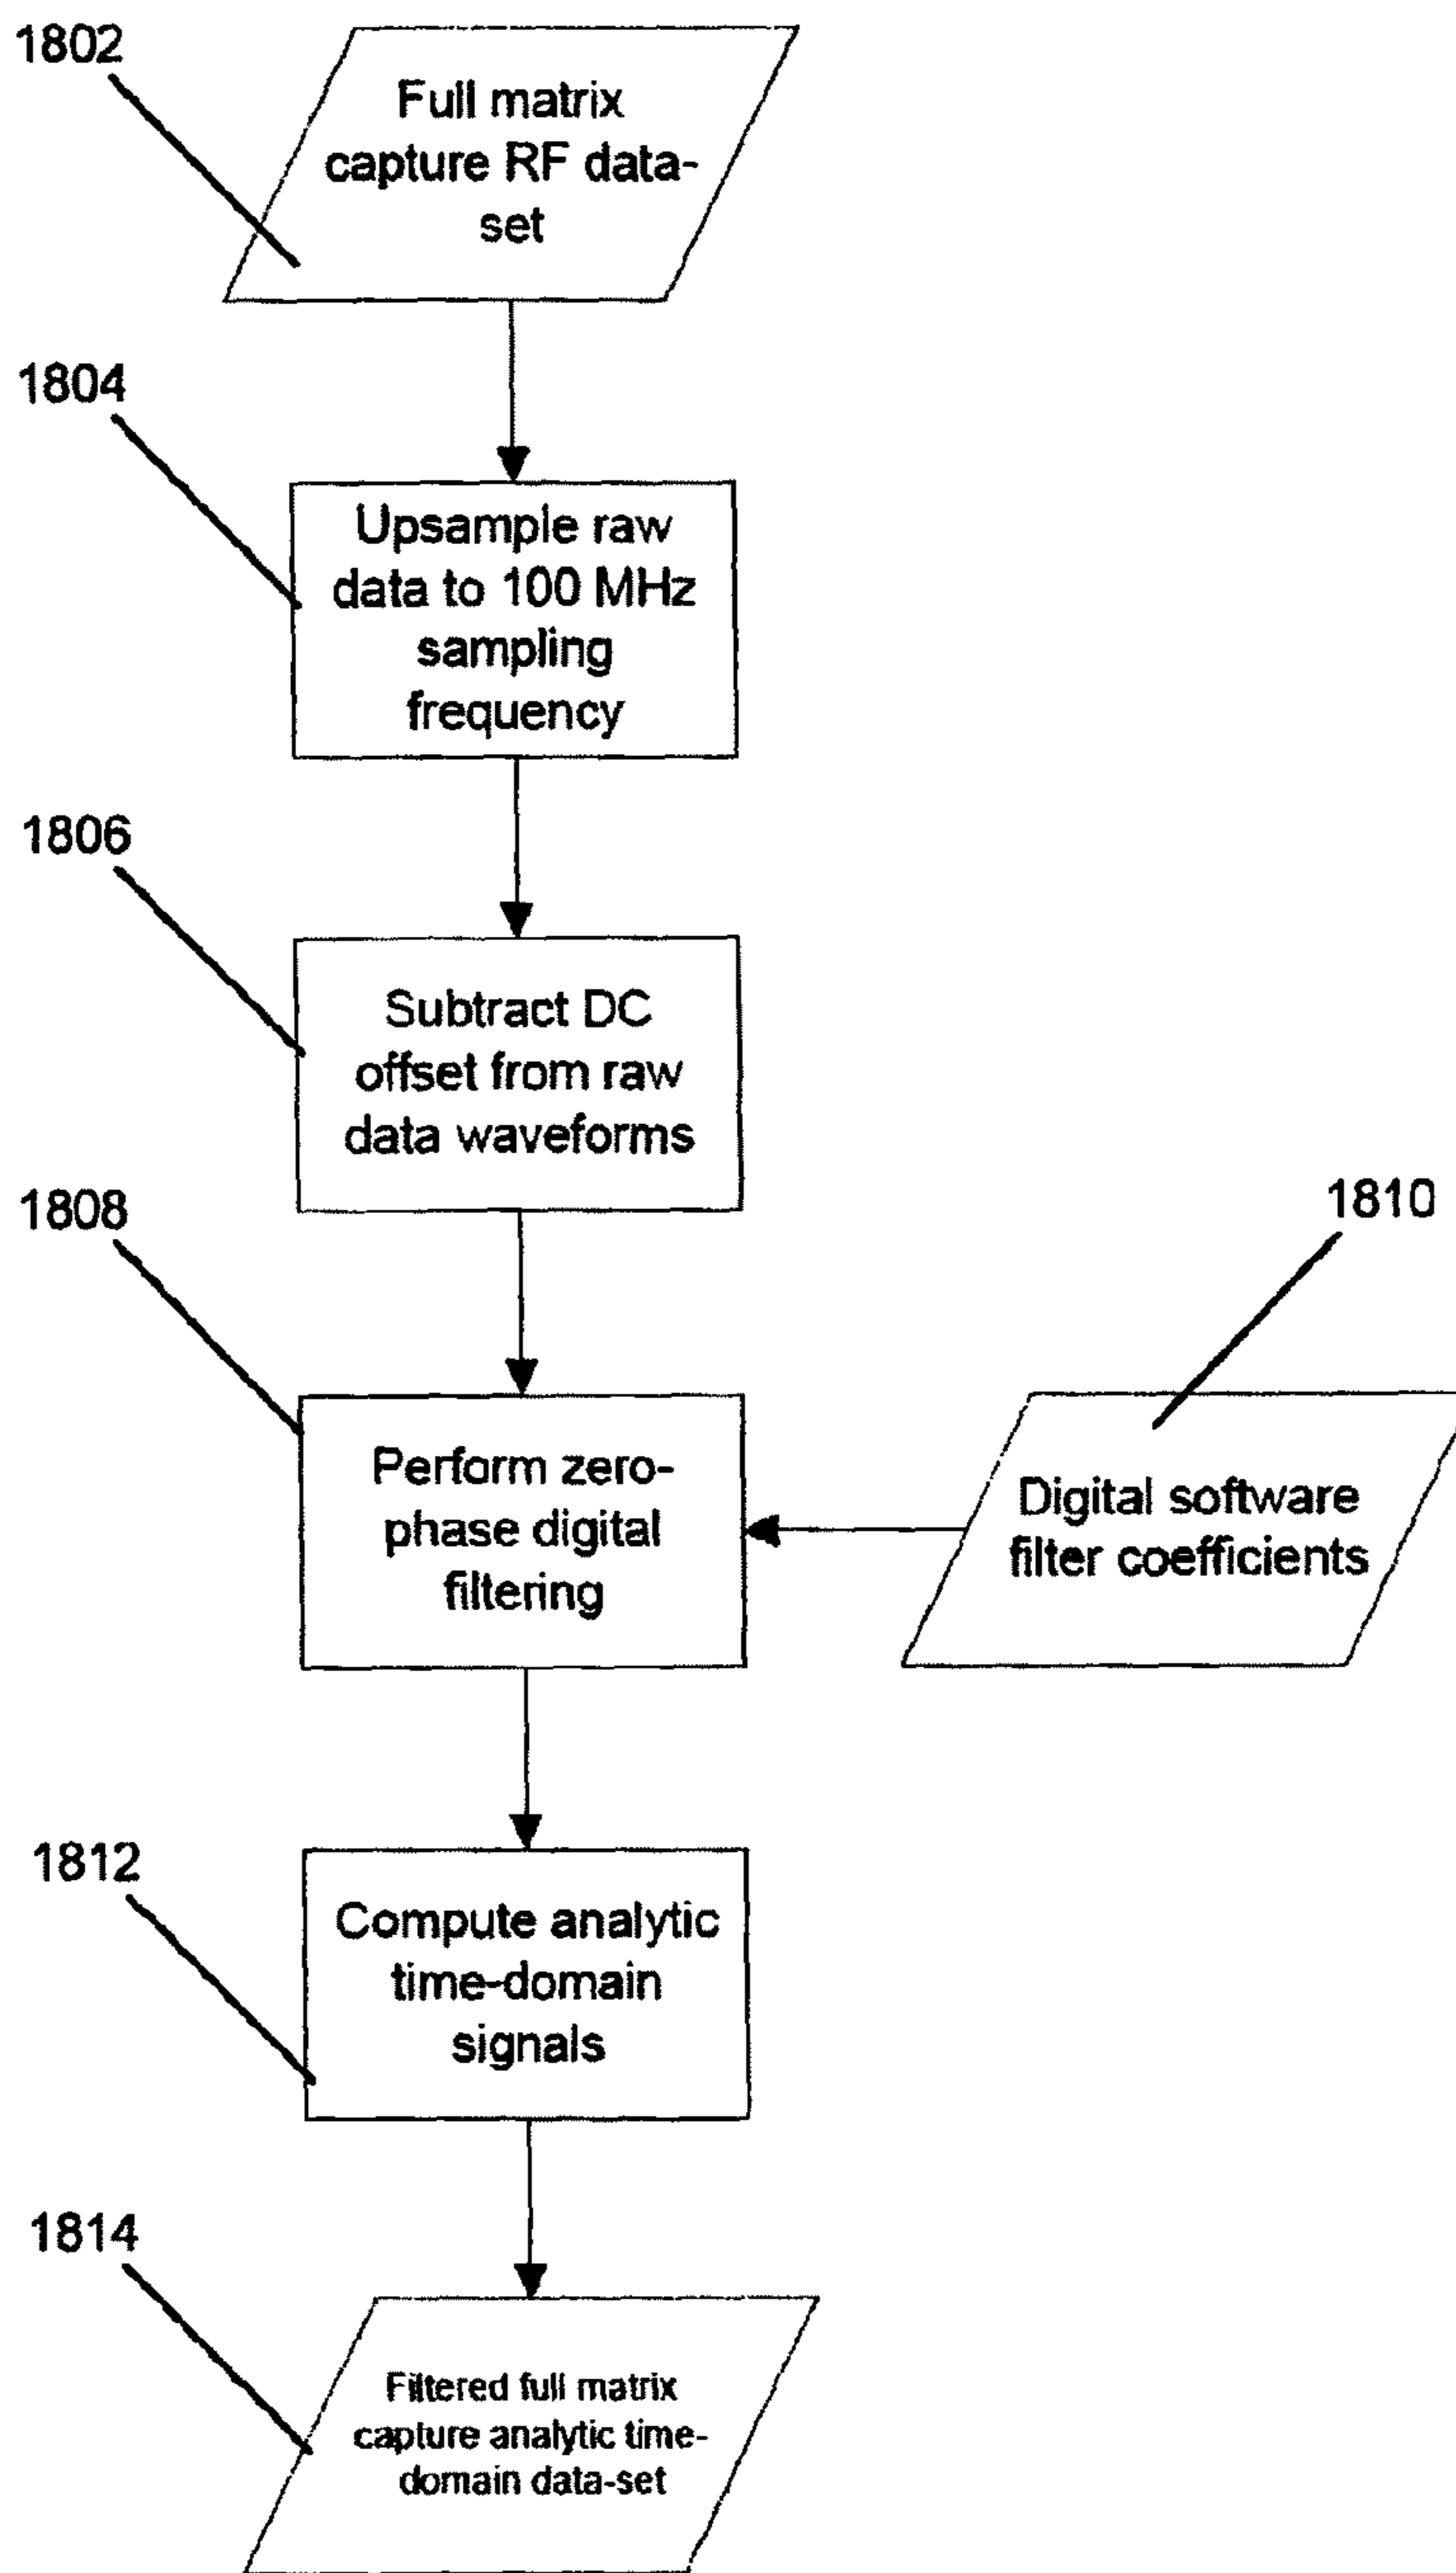 1802
Full matrix
capture RF data-
set
1804
Upsample raw
data to 100 MHz
sampling
frequency
1806
Subtract DC
offset from raw
data waveforms
1808
Perform zero-
phase digital
filtering
1810
Digital software
filter coefficients
1812
Compute analytic
time-domain
signals
1814
Filtered full matrix
capture analytic time-
domain data-set